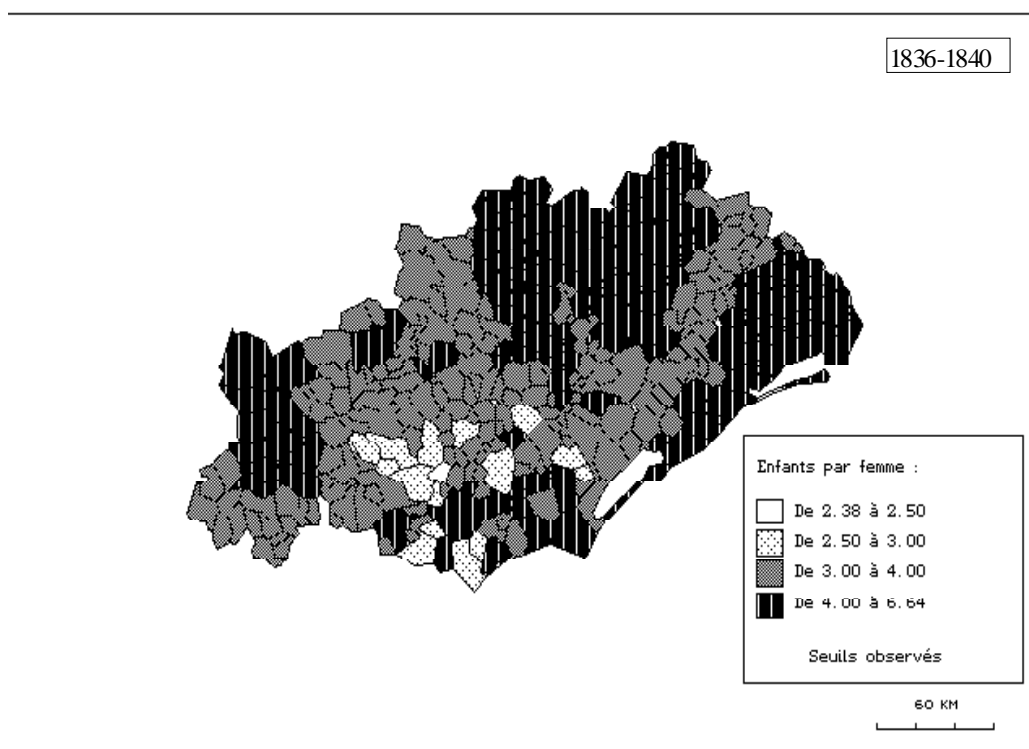 1836-1840
Enfants par femme :
De 2.38 à 2.50
De 2.50 à 3.00
De 3.00 à 4.00
De 4.00 à 6.64
Seuils observés
60 KM